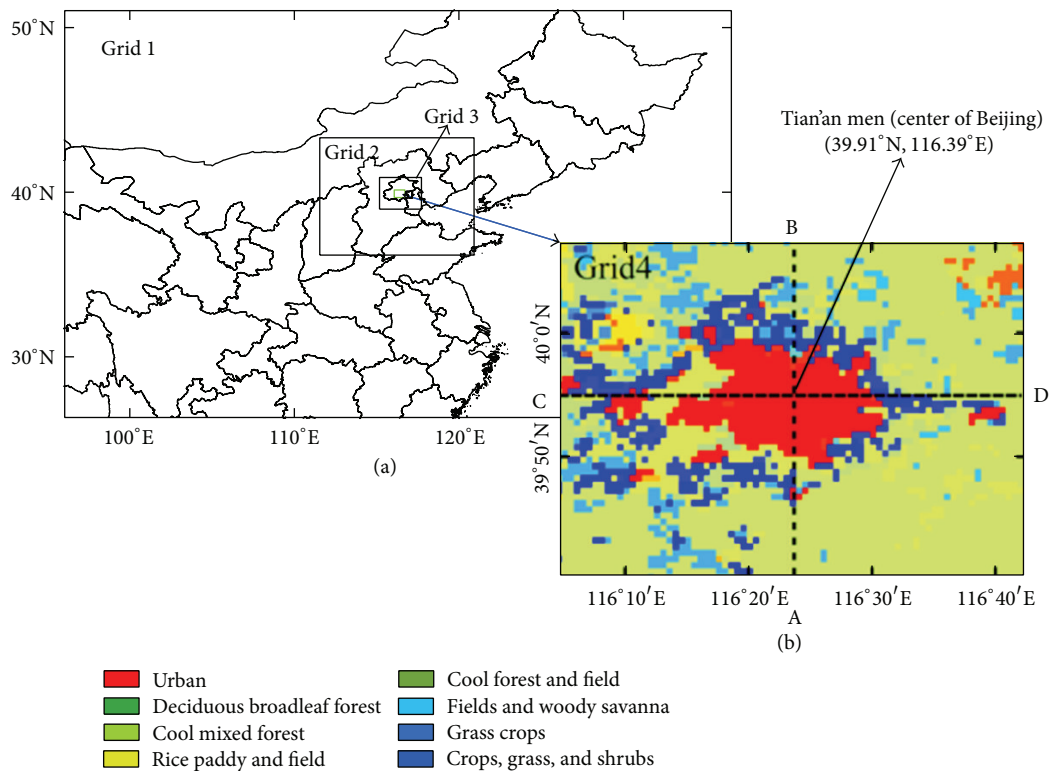 50°N
Grid 1
Grid 3
Grid 2
40°N
30°N
100°E
110°E
120°E
(a)
Tian'an men (center of Beijing)
(39.91°N, 116.39°E)
B
Grid4
40°0′N
C
D
39°50′N
116°10′E
116°20′E
116°30′E
116°40′E
A
(b)
Urban
Deciduous broadleaf forest
Cool mixed forest
Rice paddy and field
Cool forest and field
Fields and woody savanna
Grass crops
Crops, grass, and shrubs